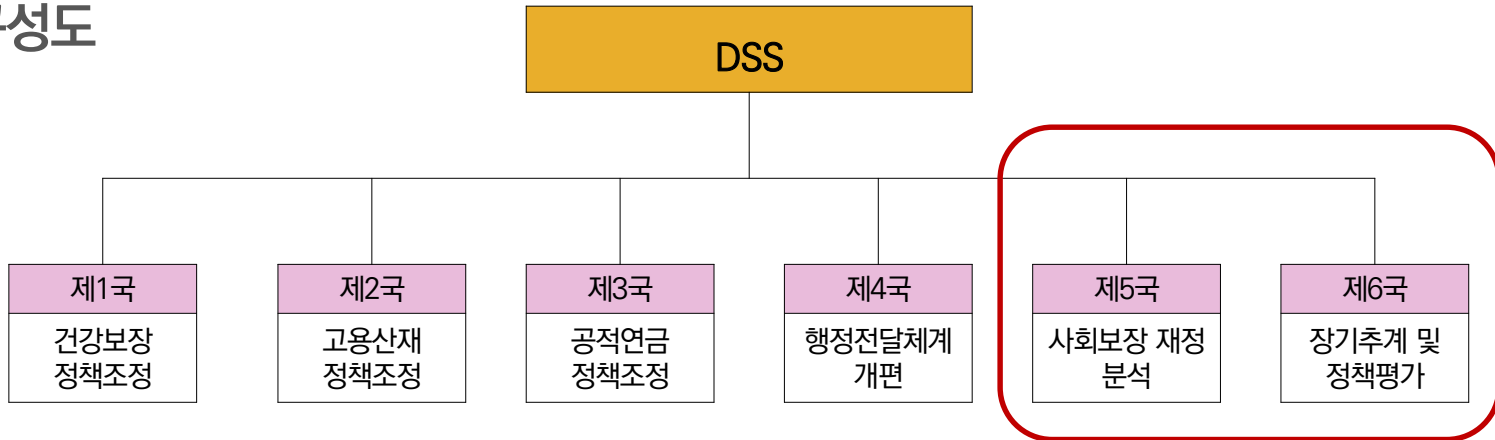 성도
DSS
제1국
건강보장
정책조정
제2국
고용산재
정책조정
제3국
공적연금
정책조정
제4국
행정전달체계
개편
제5국
사회보장 재정
분석
제6국
장기추계 및
정책평가